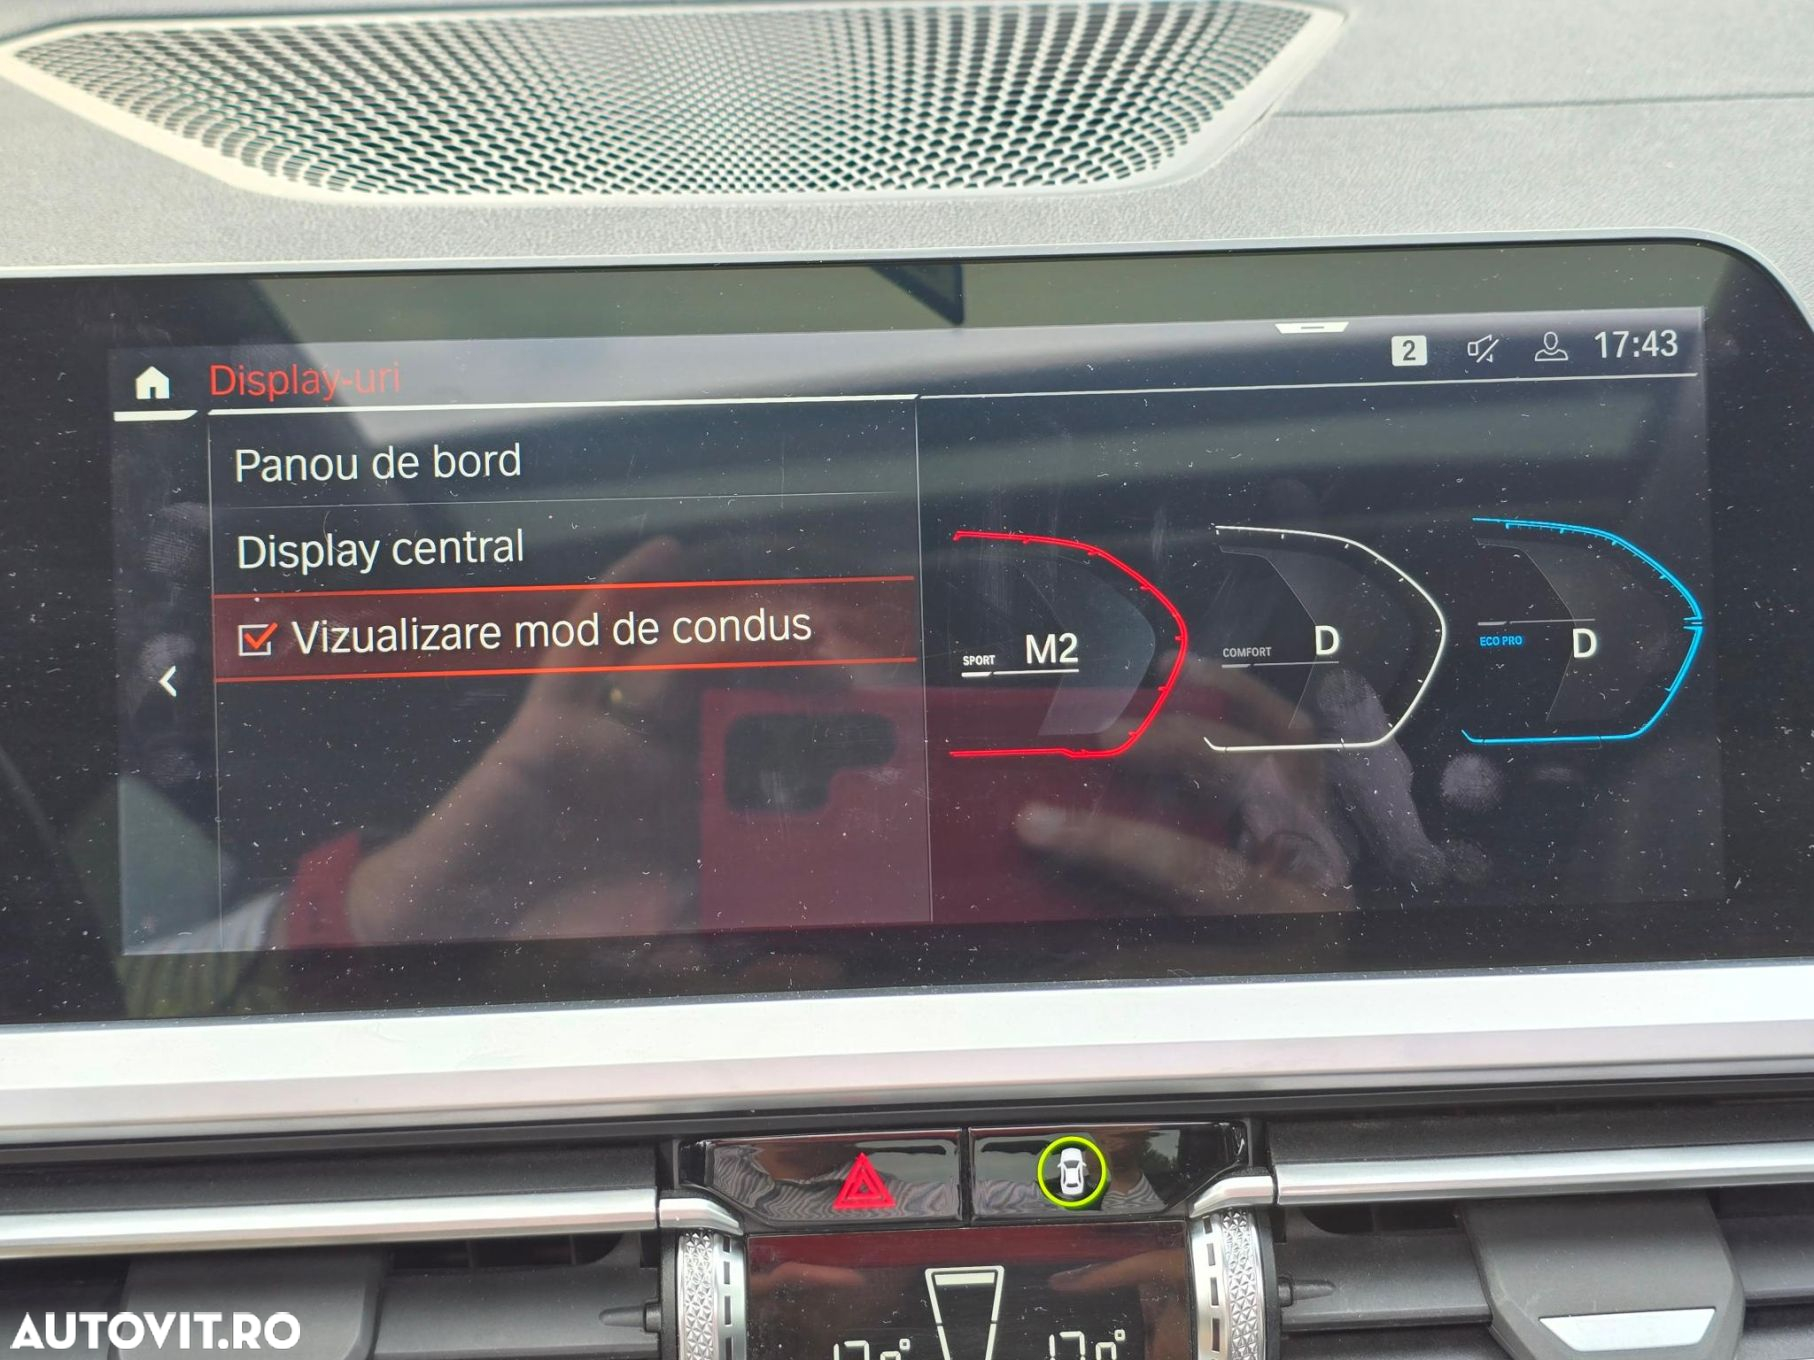 2 17:43
Display-uri
Panou de bord
Display central
Vizualizare mod de condus
SPORT M2
COMFORT D
ECO PRO D
AUTOVIT.RO